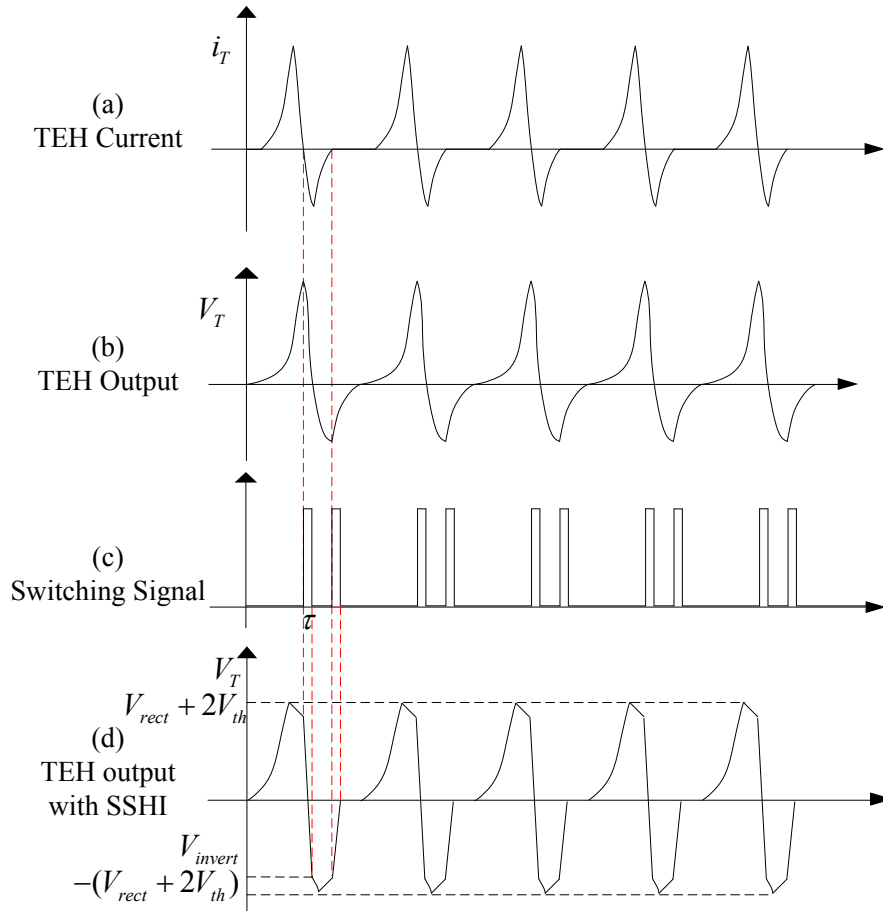 i_T
(a)
TEH Current
V_T
(b)
TEH Output
(c)
Switching Signal
τ
V_T
V_rect + 2V_th
(d)
TEH output
with SSHI
V_invert
−(V_rect + 2V_th)